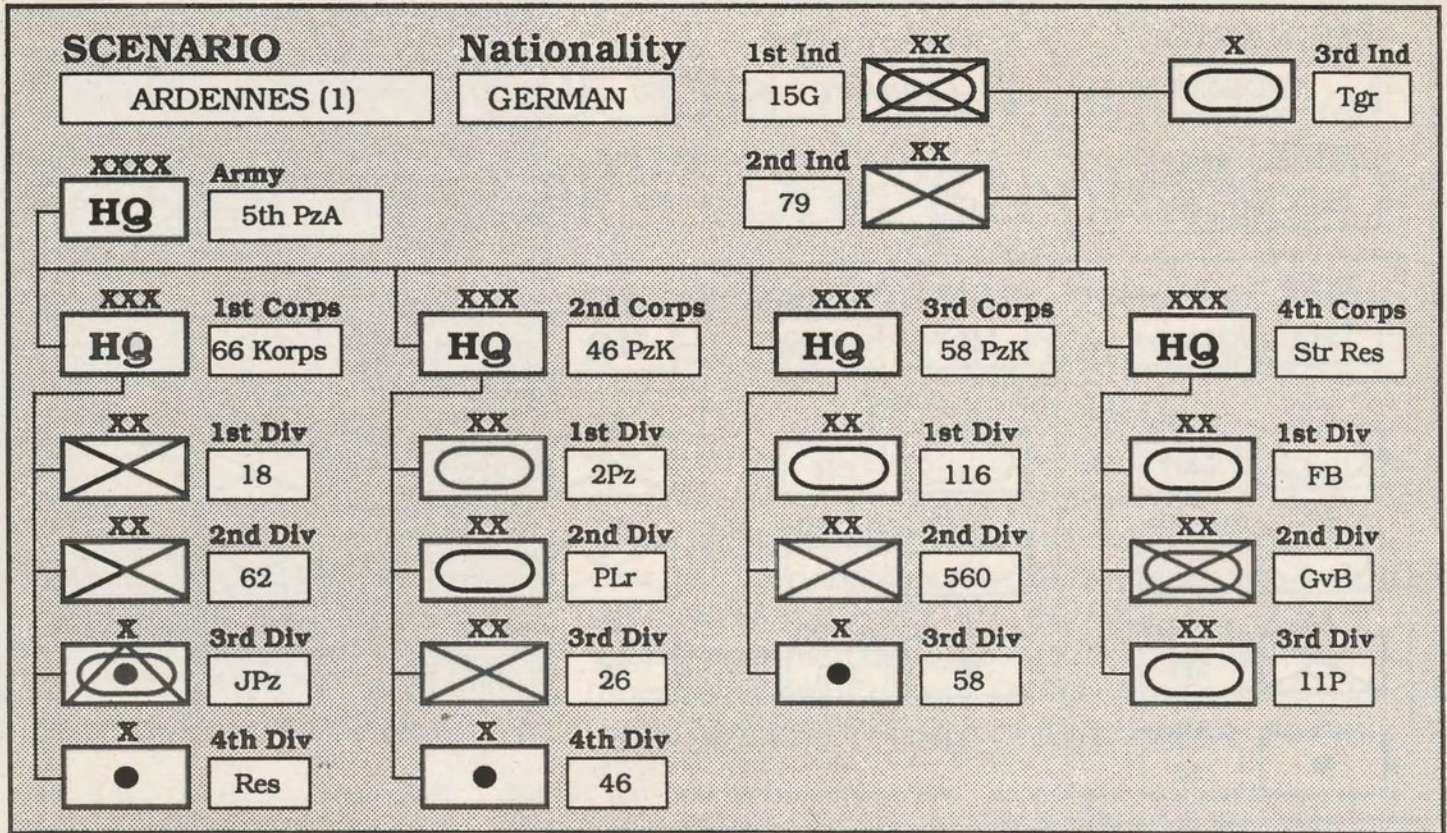 SCENARIO
ARDENNES (1)
Nationality
GERMAN
1st Ind
15G
XX
X
3rd Ind
Tgr
2nd Ind
79
XX
XXXX
HQ
Army
5th PzA
XXX
HQ
1st Corps
66 Korps
XXX
HQ
2nd Corps
46 PzK
XXX
HQ
3rd Corps
58 PzK
XXX
HQ
4th Corps
Str Res
XX
1st Div
18
XX
1st Div
2Pz
XX
1st Div
116
XX
1st Div
FB
XX
2nd Div
62
XX
2nd Div
PLr
XX
2nd Div
560
XX
2nd Div
GvB
X
3rd Div
JPz
XX
3rd Div
26
X
3rd Div
58
XX
3rd Div
11P
X
4th Div
Res
X
4th Div
46